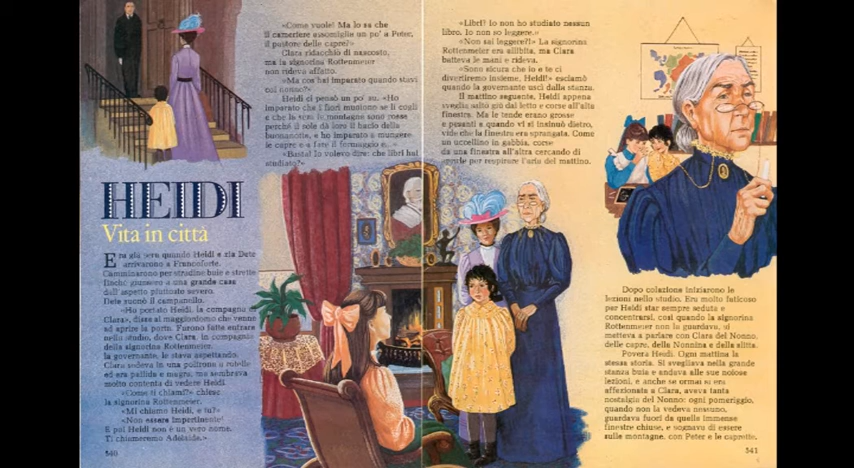 HEIDI
Vita in città
Era già sera quando Heidi e zia Dete
arrivarono a Francoforte.
Camminarono per stradine buie e strette
finché giunsero a una grande casa
dall'aspetto piuttosto severo.
Dete suonò il campanello.
«Ho portato Heidi, la compagna di
Clara», disse al maggiordomo che venne
ad aprire la porta. Furono fatte entrare
nello studio, dove Clara, in compagnia
della signorina Rottenmeier,
la governante, le stava aspettando.
Clara sedeva in una poltrona a rotelle
ed era pallida e magra, ma sembrava
molto contenta di vedere Heidi.
«Come ti chiami?» chiese
la signorina Rottenmeier.
«Mi chiamo Heidi, e tu?»
«Non essere impertinente!
E poi Heidi non è un vero nome.
Ti chiameremo Adelaide.»
540
«Come vuole! Ma lo sa che
il cameriere assomiglia un po' a Peter,
il pastore delle capre?»
Clara ridacchiò di nascosto,
ma la signorina Rottenmeier
non rideva affatto.
«Ma cos'hai imparato quando stavi
col nonno?»
Heidi ci pensò un po' su. «Ho
imparato che i fiori muoiono se li cogli
e che la sera le montagne sono rosse
perché il sole dà loro il bacio della
buonanotte, e ho imparato a mungere
le capre e a fare il formaggio e...»
«Basta! Io volevo dire: che libri hai
studiato?»
«Libri? Io non ho studiato nessun
libro. Io non so leggere.»
«Non sai leggere?!» La signorina
Rottenmeier era allibita, ma Clara
batteva le mani e rideva.
«Sono sicura che io e te ci
divertiremo insieme, Heidi!» esclamò
quando la governante uscì dalla stanza.
Il mattino seguente, Heidi appena
sveglia saltò giù dal letto e corse all'alta
finestra. Ma le tende erano grosse
e pesanti e quando vi si insinuò dietro,
vide che la finestra era sprangata. Come
un uccellino in gabbia, corse
da una finestra all'altra cercando di
aprirle per respirare l'aria del mattino.
Dopo colazione iniziarono le
lezioni nello studio. Era molto faticoso
per Heidi star sempre seduta e
concentrarsi, così quando la signorina
Rottenmeier non la guardava, si
metteva a parlare con Clara del Nonno,
delle capre, della Nonnina e della slitta.
Povera Heidi. Ogni mattina la
stessa storia. Si svegliava nella grande
stanza buia e andava alle sue noiose
lezioni, e anche se ormai si era
affezionata a Clara, aveva tanta
nostalgia del Nonno: ogni pomeriggio,
quando non la vedeva nessuno,
guardava fuori da quelle immense
finestre chiuse, e sognava di essere
sulle montagne, con Peter e le caprette.
541